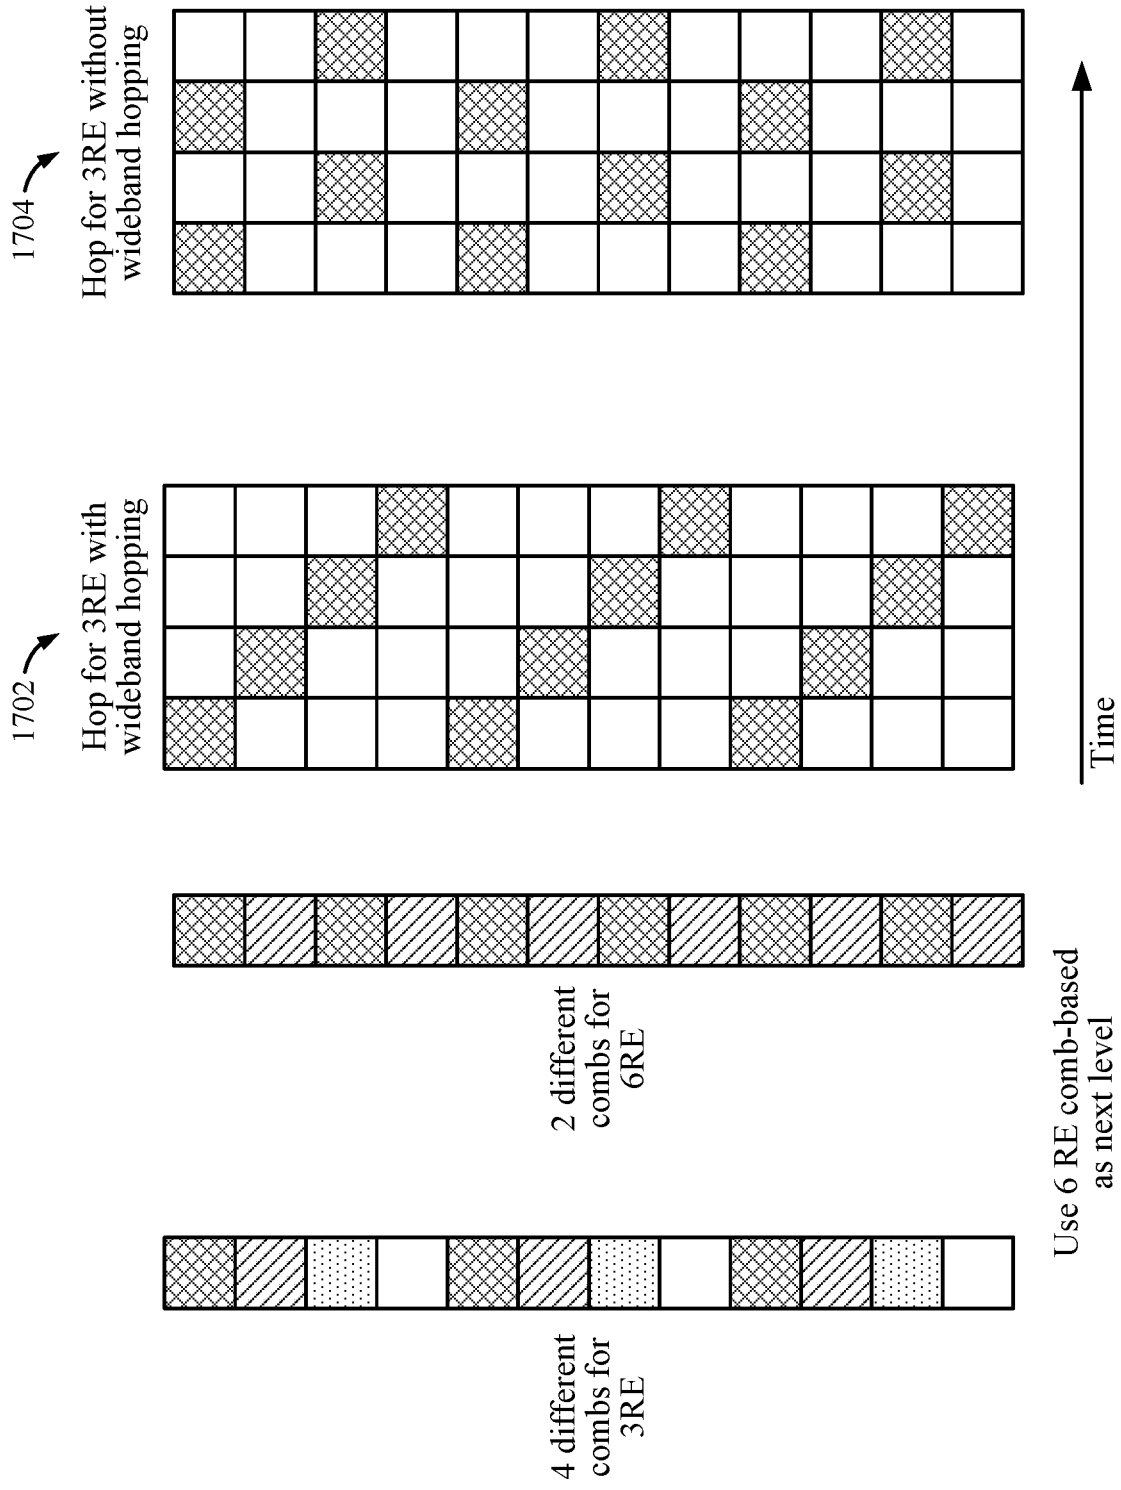 4 different
combs for
3RE
2 different
combs for
6RE
Use 6 RE comb-based
as next level
1702
Hop for 3RE with
wideband hopping
1704
Hop for 3RE without
wideband hopping
Time